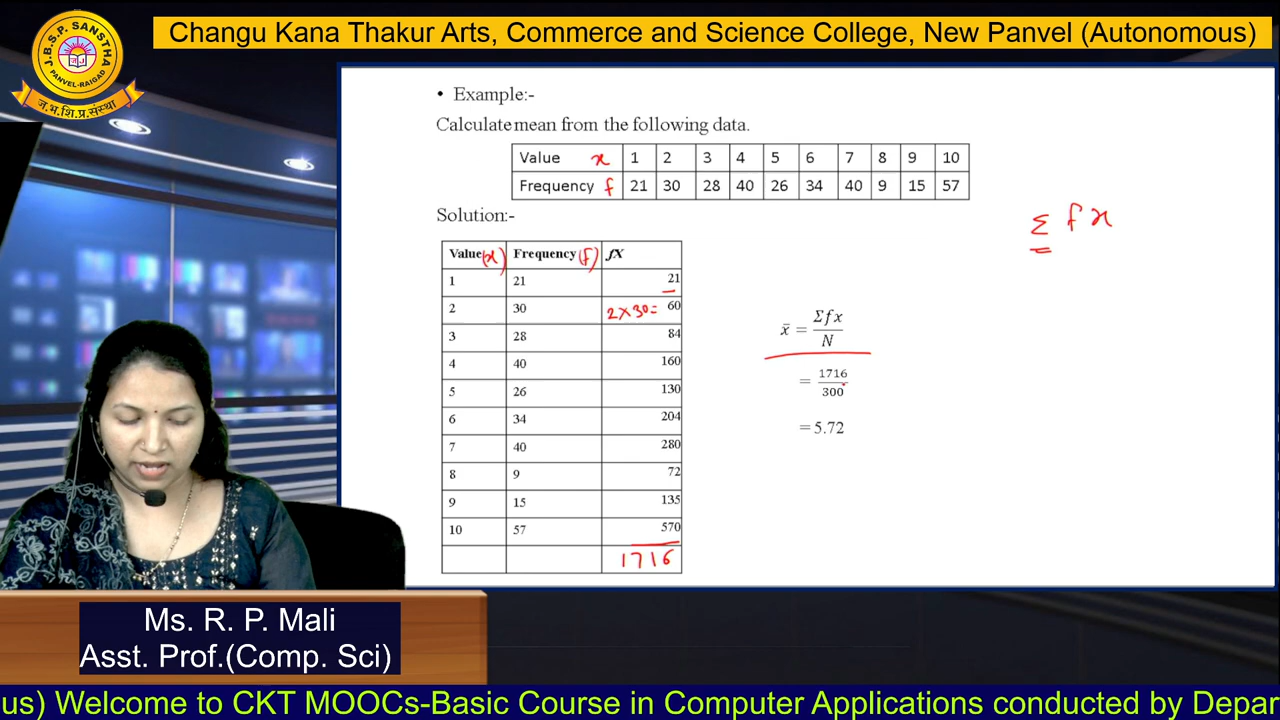 Changu Kana Thakur Arts, Commerce and Science College, New Panvel (Autonomous)
J.B.S.P. SANSTHA
PANVEL-RAIGAD
ज.भ.शि.प्र.संस्था
• Example:-
Calculate mean from the following data.
Value x 1 2 3 4 5 6 7 8 9 10
Frequency f 21 30 28 40 26 34 40 9 15 57
Σ f x
Solution:-
Value(x) Frequency(f) fX
1 21 21
2 30 2×30= 60
3 28 84
4 40 160
5 26 130
6 34 204
7 40 280
8 9 72
9 15 135
10 57 570
1716
x̄ = Σfx / N
= 1716 / 300
= 5.72
Ms. R. P. Mali
Asst. Prof.(Comp. Sci)
us) Welcome to CKT MOOCs-Basic Course in Computer Applications conducted by Depar